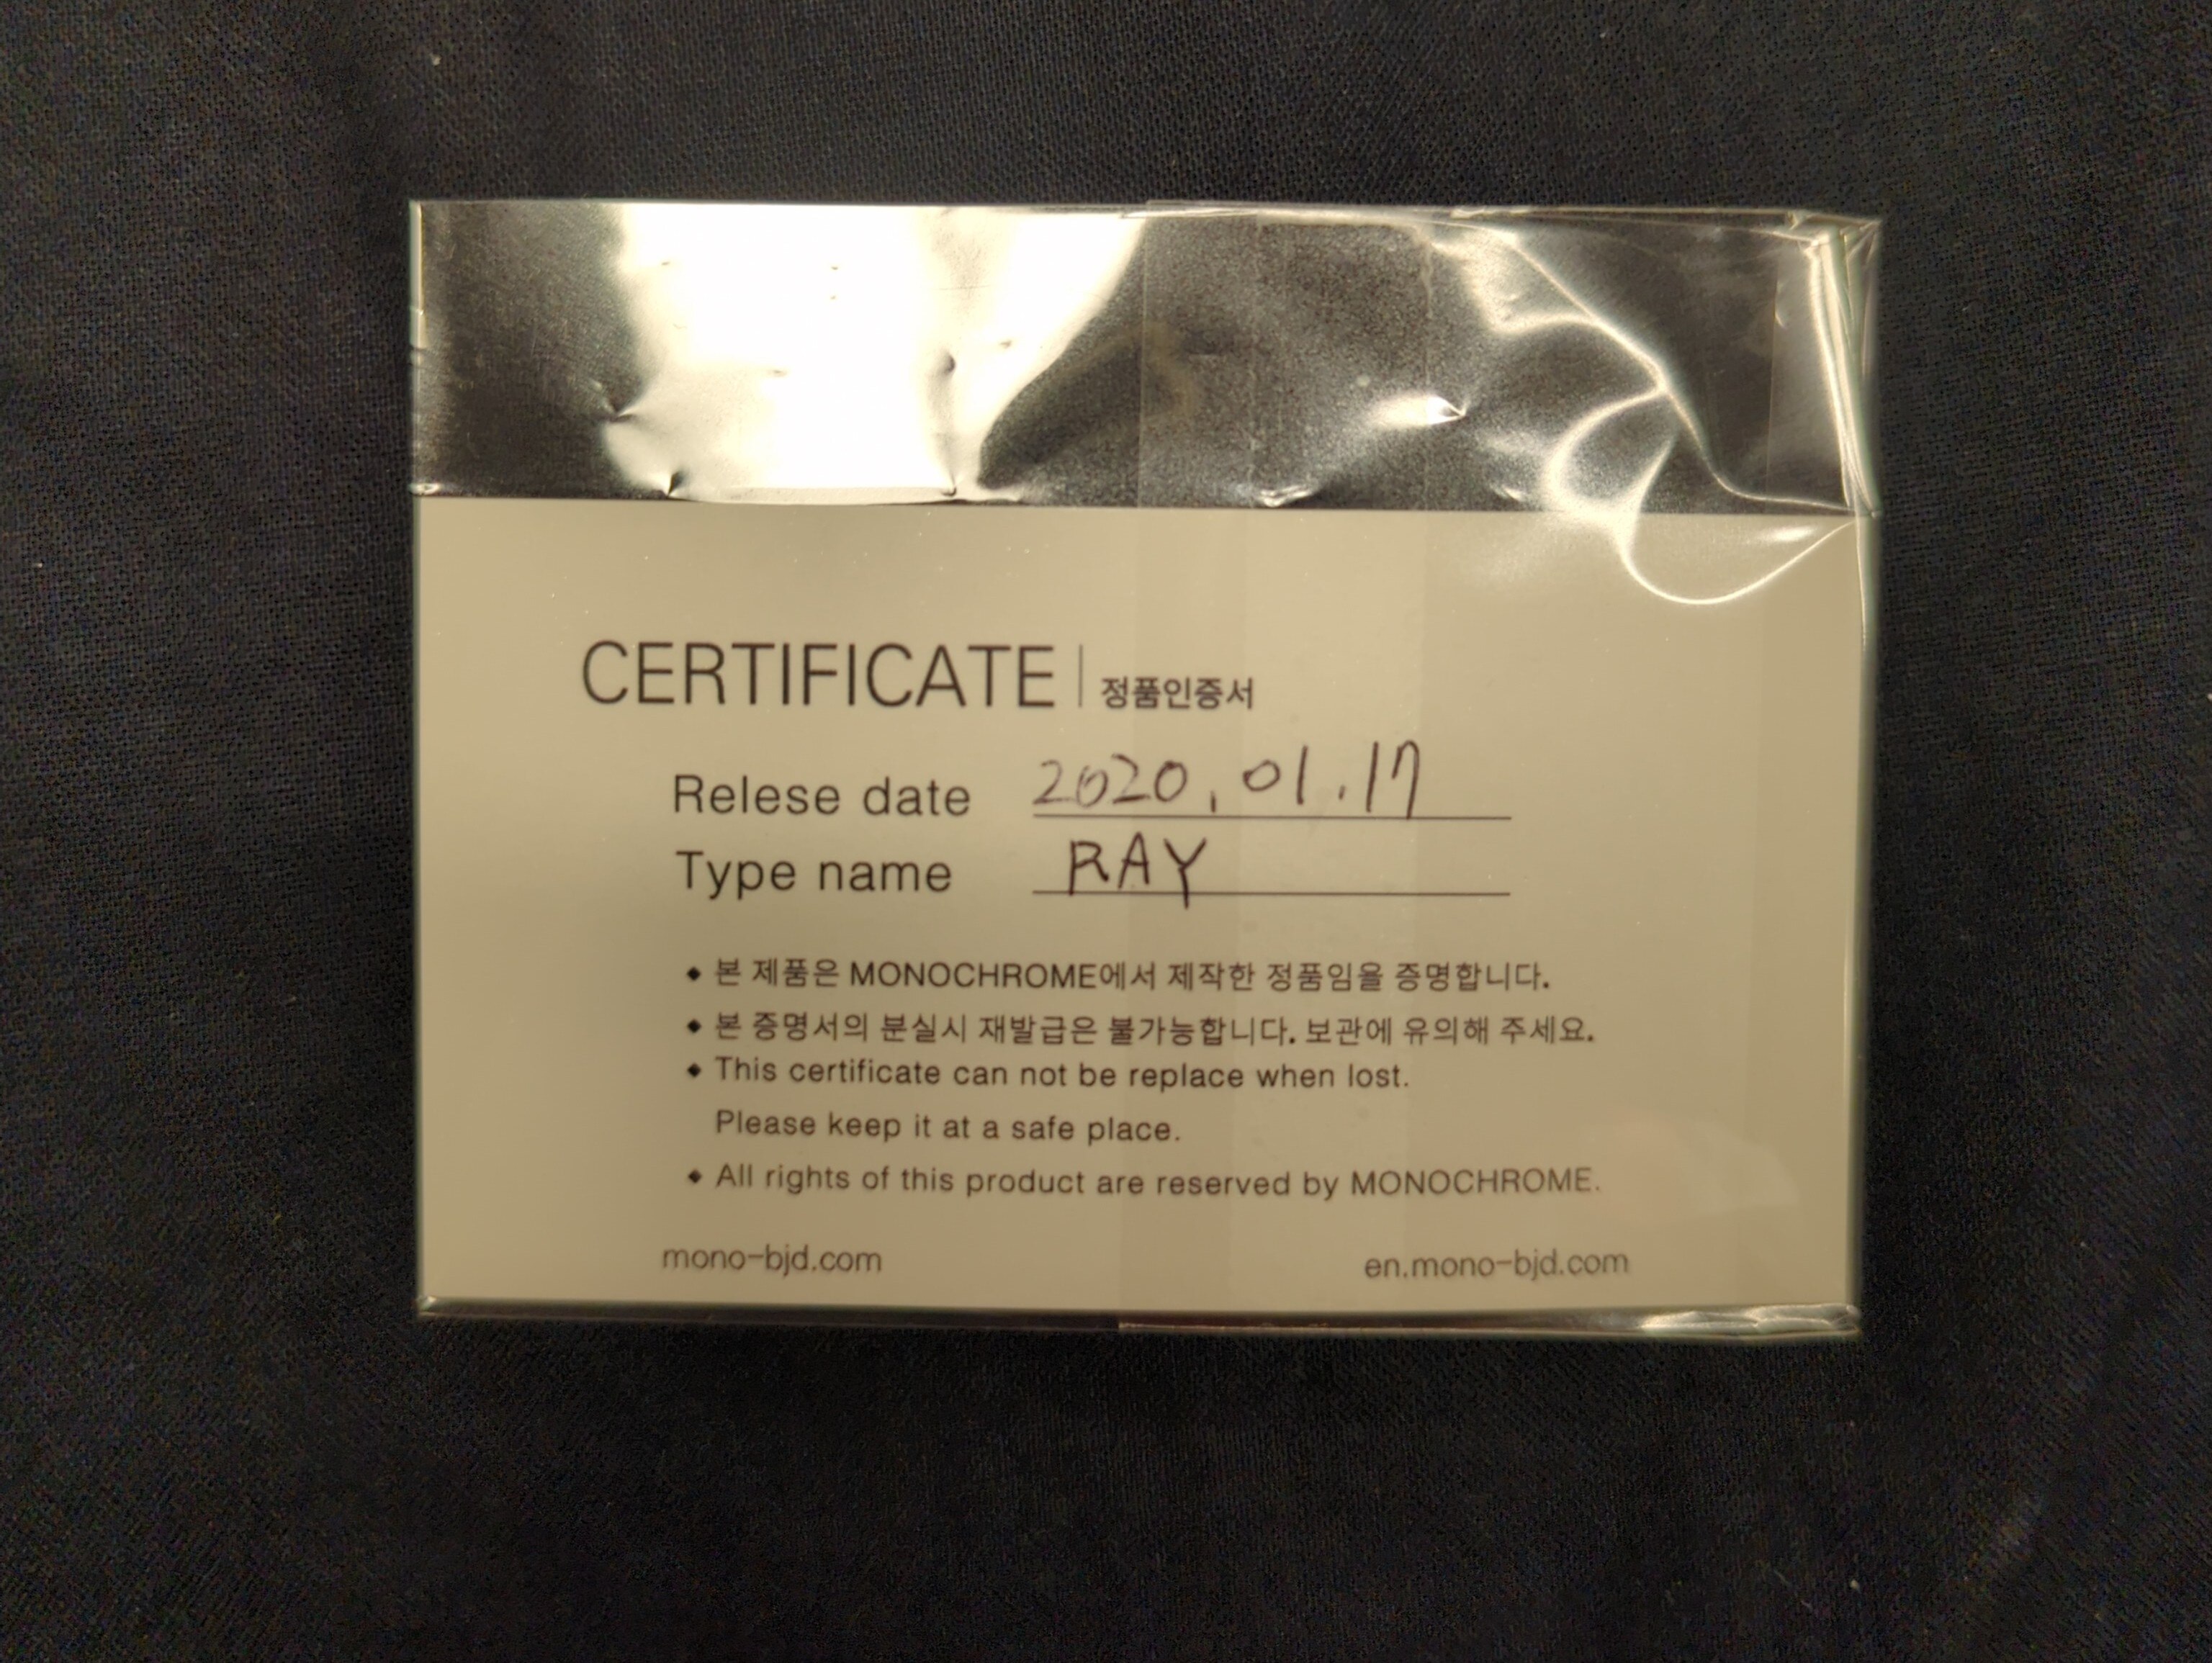 CERTIFICATE | 정품인증서
Relese date 2020.01.17
Type name RAY
◆ 본 제품은 MONOCHROME에서 제작한 정품임을 증명합니다.
◆ 본 증명서의 분실시 재발급은 불가능합니다. 보관에 유의해 주세요.
◆ This certificate can not be replace when lost.
Please keep it at a safe place.
◆ All rights of this product are reserved by MONOCHROME.
mono-bjd.com en.mono-bjd.com